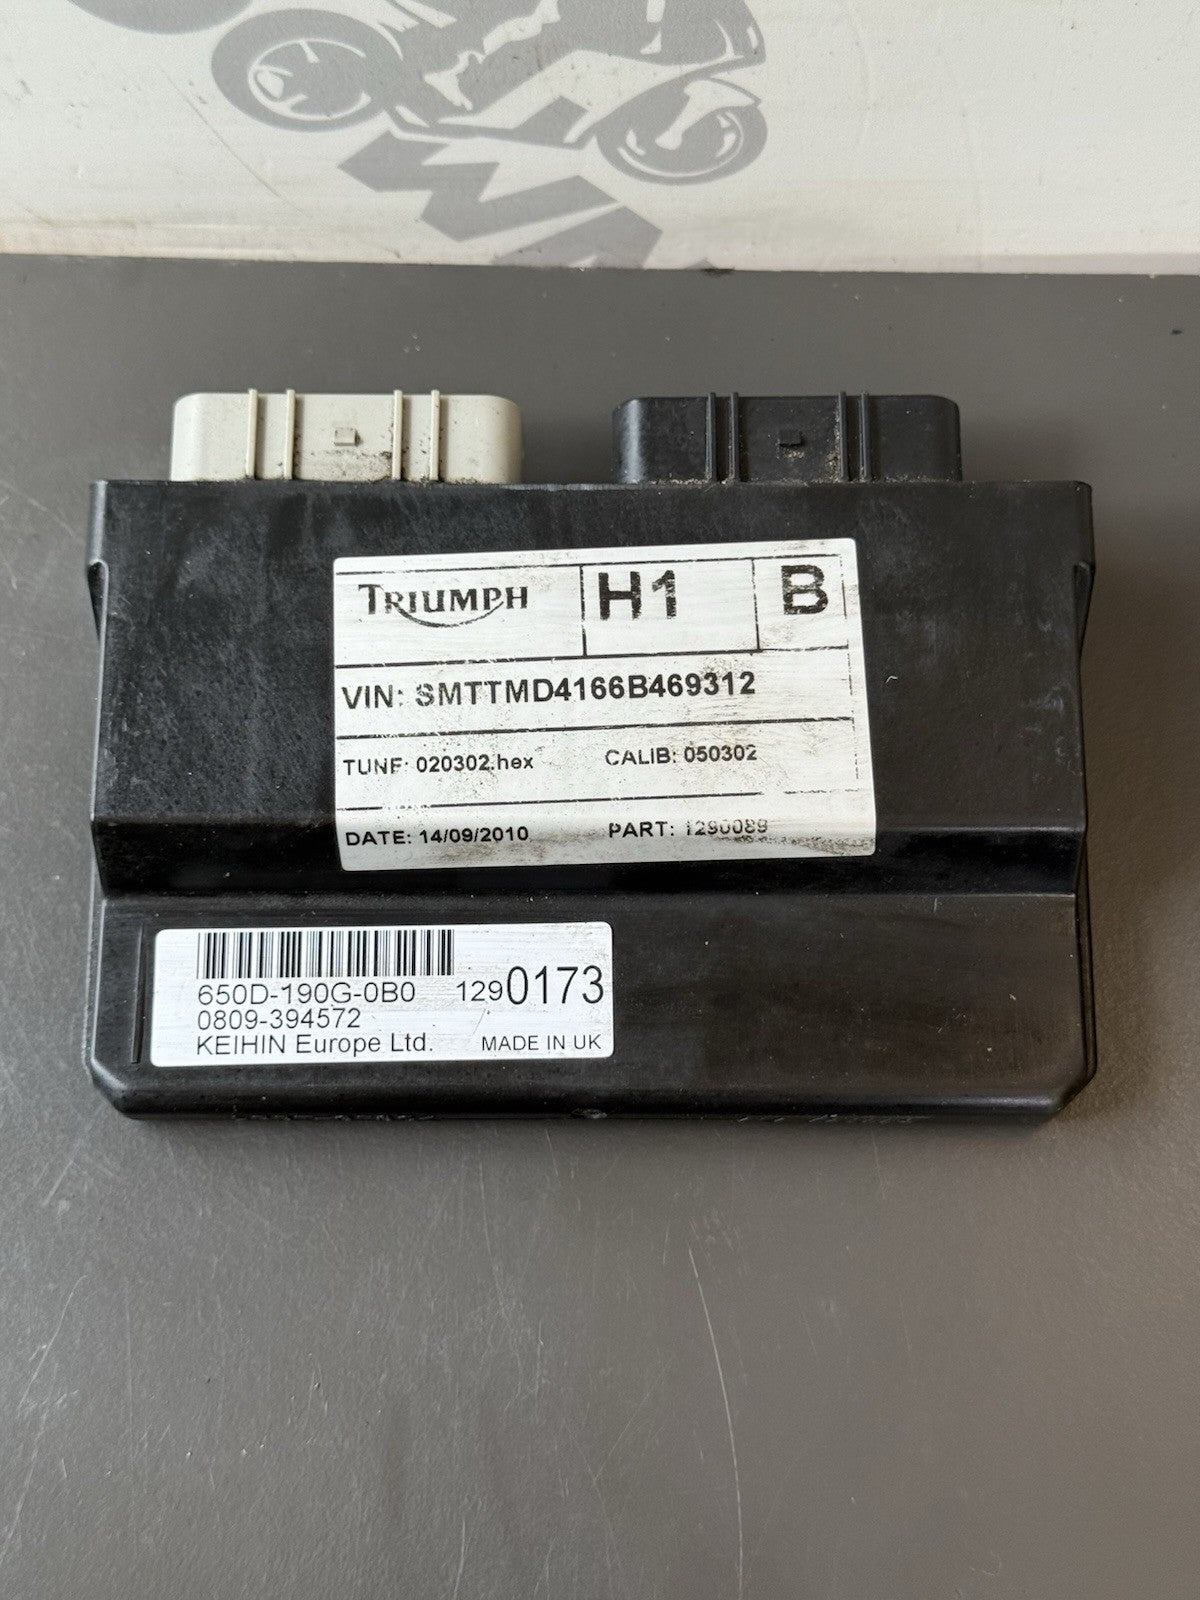 TRIUMPH H1 B
VIN: SMTTMD4166B469312
TUNE: 020302.hex CALIB: 050302
DATE: 14/09/2010 PART: 1290089
650D-190G-0B0 1290173
0809-394572
KEIHIN Europe Ltd. MADE IN UK